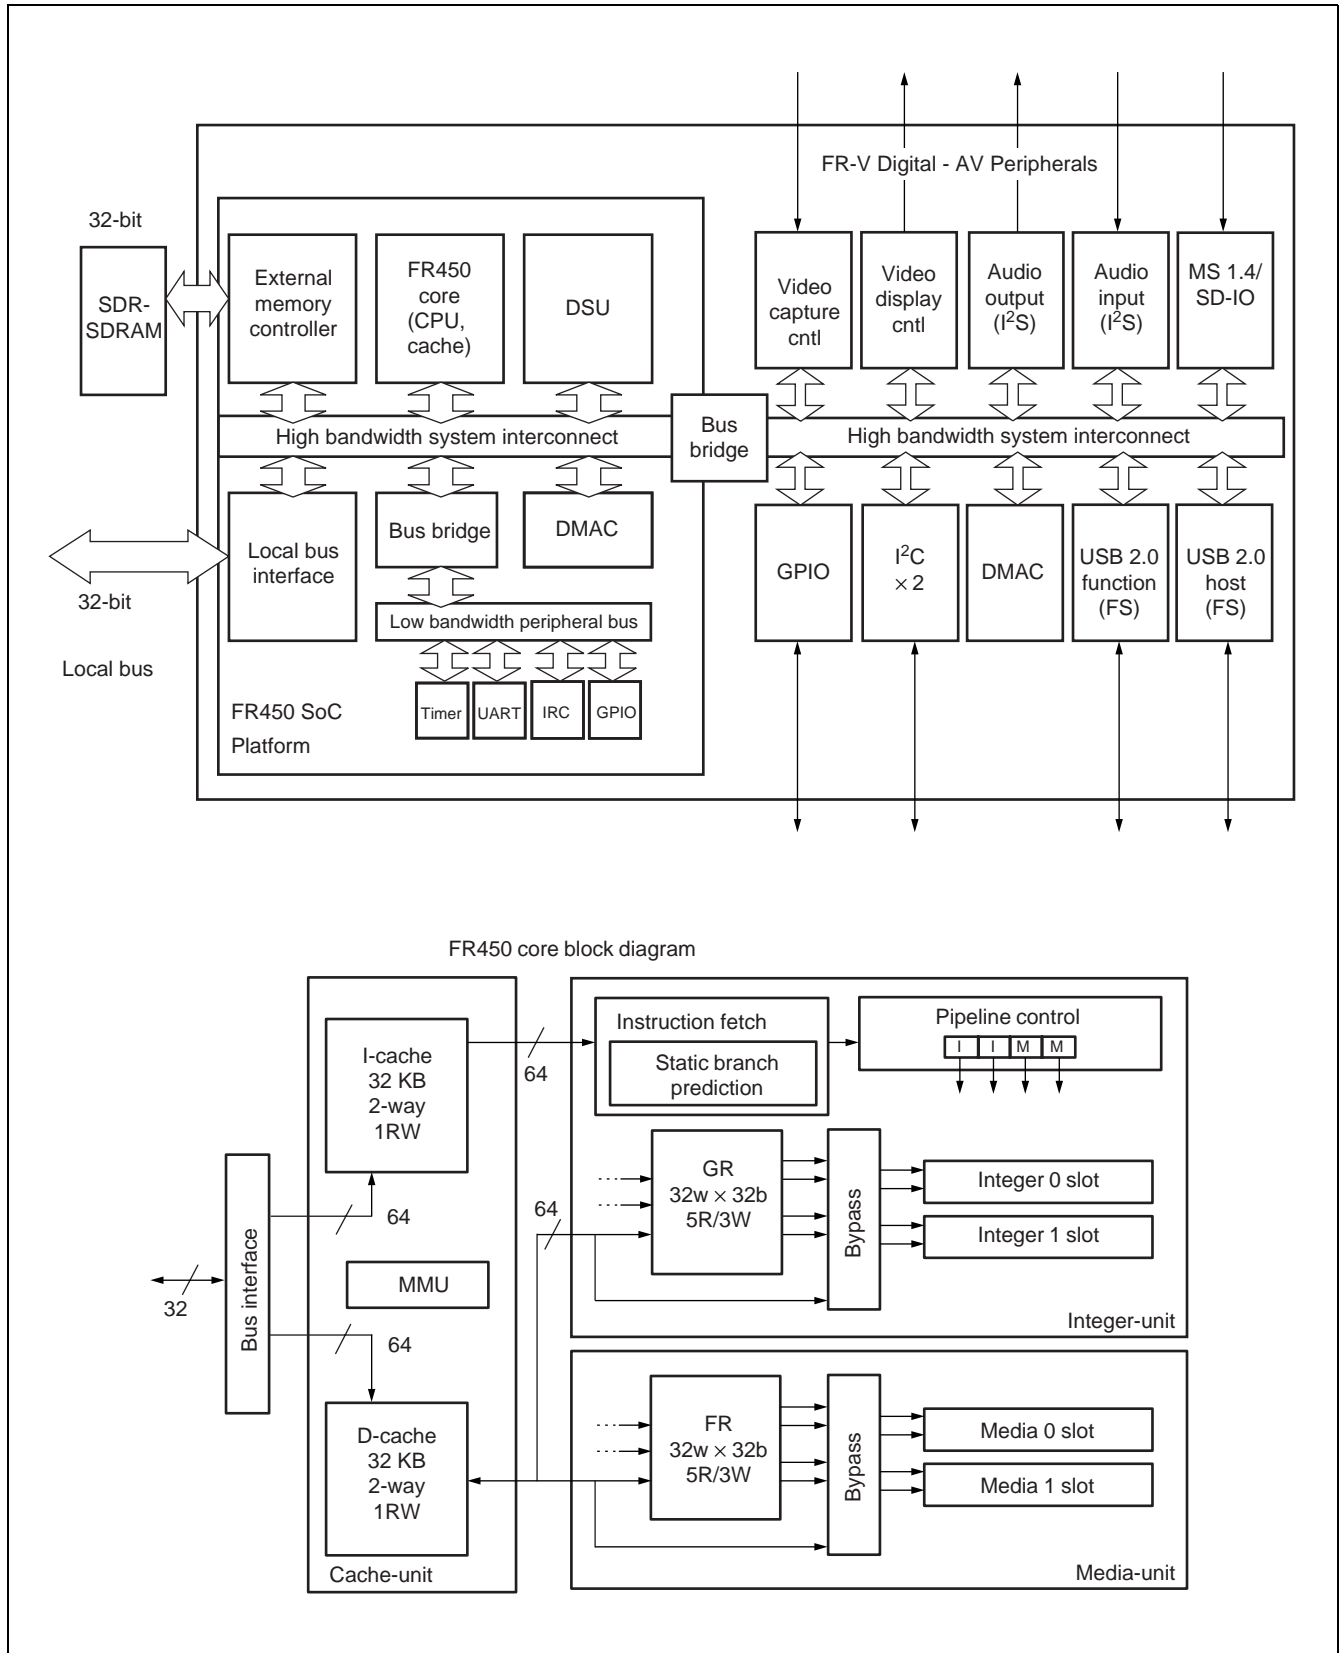 FR-V Digital - AV Peripherals
32-bit
SDR-
SDRAM
External
memory
controller
FR450
core
(CPU,
cache)
DSU
Video
capture
cntl
Video
display
cntl
Audio
output
(I²S)
Audio
input
(I²S)
MS 1.4/
SD-IO
High bandwidth system interconnect
Bus
bridge
High bandwidth system interconnect
Local bus
interface
Bus bridge
DMAC
GPIO
I²C
× 2
DMAC
USB 2.0
function
(FS)
USB 2.0
host
(FS)
32-bit
Local bus
Low bandwidth peripheral bus
Timer
UART
IRC
GPIO
FR450 SoC
Platform
FR450 core block diagram
I-cache
32 KB
2-way
1RW
64
Instruction fetch
Static branch
prediction
Pipeline control
I I M M
Bus interface
32
64
MMU
64
D-cache
32 KB
2-way
1RW
Cache-unit
64
GR
32w × 32b
5R/3W
Bypass
Integer 0 slot
Integer 1 slot
Integer-unit
FR
32w × 32b
5R/3W
Bypass
Media 0 slot
Media 1 slot
Media-unit